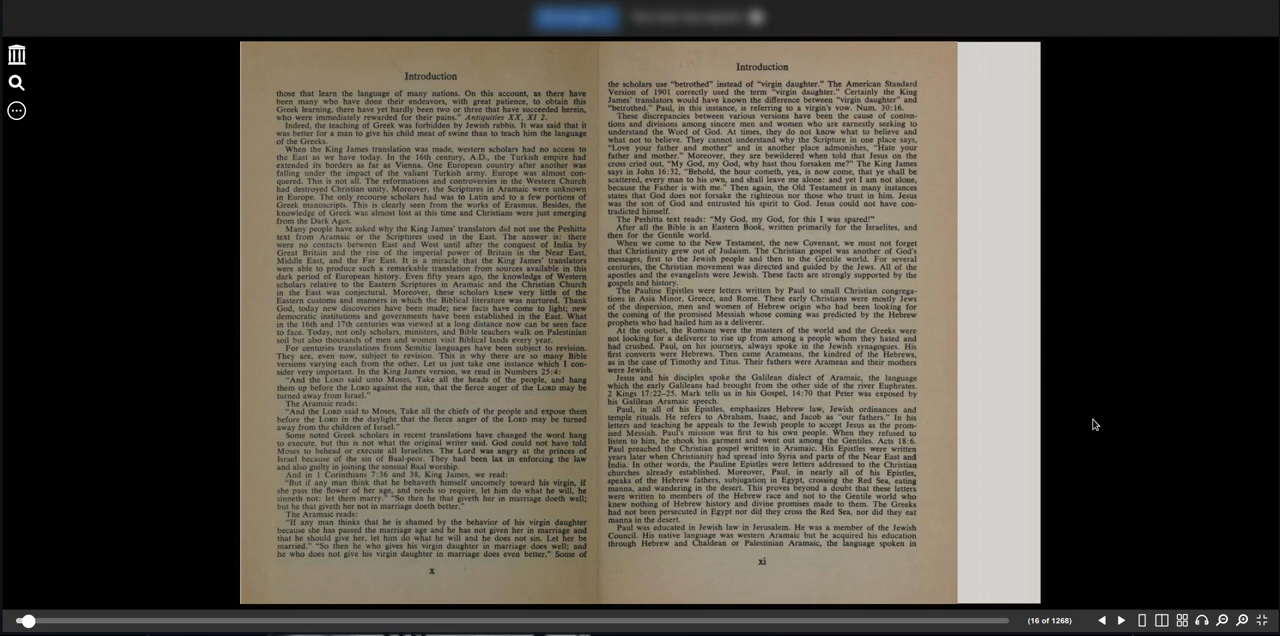 Introduction
those that learn the language of many nations. On this account, as there have
been many who have done their endeavors, with great patience, to obtain this
Greek learning, there have yet hardly been two or three that have succeeded herein,
who were immediately rewarded for their pains." Antiquities XX, XI 2.
Indeed, the teaching of Greek was forbidden by Jewish rabbis. It was said that it
was better for a man to give his child meat of swine than to teach him the language
of the Greeks.
When the King James translation was made, western scholars had no access to
the East as we have today. In the 16th century, A.D., the Turkish empire had
extended its borders as far as Vienna. One European country after another was
falling under the impact of the valiant Turkish army. Europe was almost con-
quered. This is not all. The reformations and controversies in the Western Church
had destroyed Christian unity. Moreover, the Scriptures in Aramaic were unknown
in Europe. The only recourse scholars had was to Latin and to a few portions of
Greek manuscripts. This is clearly seen from the works of Erasmus. Besides, the
knowledge of Greek was almost lost at this time and Christians were just emerging
from the Dark Ages.
Many people have asked why the King James' translators did not use the Peshitta
text from Aramaic or the Scriptures used in the East. The answer is: there
were no contacts between East and West until after the conquest of India by
Great Britain and the rise of the imperial power of Britain in the Near East,
Middle East, and the Far East. It is a miracle that the King James' translators
were able to produce such a remarkable translation from sources available in this
dark period of European history. Even fifty years ago, the knowledge of Western
scholars relative to the Eastern Scriptures in Aramaic and the Christian Church
in the East was conjectural. Moreover, these scholars knew very little of the
Eastern customs and manners in which the Biblical literature was nurtured. Thank
God, today new discoveries have been made; new facts have come to light; new
democratic institutions and governments have been established in the East. What
in the 16th and 17th centuries was viewed at a long distance now can be seen face
to face. Today, not only scholars, ministers, and Bible teachers walk on Palestinian
soil but also thousands of men and women visit Biblical lands every year.
For centuries translations from Semitic languages have been subject to revision.
They are, even now, subject to revision. This is why there are so many Bible
versions varying each from the other. Let us just take one instance which I con-
sider very important. In the King James version, we read in Numbers 25:4:
"And the LORD said unto Moses, Take all the heads of the people, and hang
them up before the LORD against the sun, that the fierce anger of the LORD may be
turned away from Israel."
The Aramaic reads:
"And the LORD said to Moses, Take all the chiefs of the people and expose them
before the LORD in the daylight that the fierce anger of the LORD may be turned
away from the children of Israel."
Some noted Greek scholars in recent translations have changed the word hang
to execute, but this is not what the original writer said. God could not have told
Moses to behead or execute all Israelites. The Lord was angry at the princes of
Israel because of the sin of Baal-peor. They had been lax in enforcing the law
and also guilty in joining the sensual Baal worship.
And in 1 Corinthians 7:36 and 38, King James, we read:
"But if any man think that he behaveth himself uncomely toward his virgin, if
she pass the flower of her age, and needs so require, let him do what he will, he
sinneth not: let them marry." "So then he that giveth her in marriage doeth well;
but he that giveth her not in marriage doeth better."
The Aramaic reads:
"If any man thinks that he is shamed by the behavior of his virgin daughter
because she has passed the marriage age and he has not given her in marriage and
that he should give her, let him do what he will and he does not sin. Let her be
married." "So then he who gives his virgin daughter in marriage does well; and
he who does not give his virgin daughter in marriage does even better." Some of
x
Introduction
the scholars use "betrothed" instead of "virgin daughter." The American Standard
Version of 1901 correctly used the term "virgin daughter." Certainly the King
James' translators would have known the difference between "virgin daughter" and
"betrothed." Paul, in this instance, is referring to a virgin's vow. Num. 30:16.
These discrepancies between various versions have been the cause of conten-
tions and divisions among sincere men and women who are earnestly seeking to
understand the Word of God. At times, they do not know what to believe and
what not to believe. They cannot understand why the Scripture in one place says,
"Love your father and mother" and in another place admonishes, "Hate your
father and mother." Moreover, they are bewildered when told that Jesus on the
cross cried out, "My God, my God, why hast thou forsaken me?" The King James
says in John 16:32, "Behold, the hour cometh, yea, is now come, that ye shall be
scattered, every man to his own, and shall leave me alone: and yet I am not alone,
because the Father is with me." Then again, the Old Testament in many instances
states that God does not forsake the righteous nor those who trust in him. Jesus
was the son of God and entrusted his spirit to God. Jesus could not have con-
tradicted himself.
The Peshitta text reads: "My God, my God, for this I was spared!"
After all the Bible is an Eastern Book, written primarily for the Israelites, and
then for the Gentile world.
When we come to the New Testament, the new Covenant, we must not forget
that Christianity grew out of Judaism. The Christian gospel was another of God's
messages, first to the Jewish people and then to the Gentile world. For several
centuries, the Christian movement was directed and guided by the Jews. All of the
apostles and the evangelists were Jewish. These facts are strongly supported by the
gospels and history.
The Pauline Epistles were letters written by Paul to small Christian congrega-
tions in Asia Minor, Greece, and Rome. These early Christians were mostly Jews
of the dispersion, men and women of Hebrew origin who had been looking for
the coming of the promised Messiah whose coming was predicted by the Hebrew
prophets who had hailed him as a deliverer.
At the outset, the Romans were the masters of the world and the Greeks were
not looking for a deliverer to rise up from among a people whom they hated and
had crushed. Paul, on his journeys, always spoke in the Jewish synagogues. His
first converts were Hebrews. Then came Arameans, the kindred of the Hebrews,
as in the case of Timothy and Titus. Their fathers were Aramean and their mothers
were Jewish.
Jesus and his disciples spoke the Galilean dialect of Aramaic, the language
which the early Galileans had brought from the other side of the river Euphrates.
2 Kings 17:22-25. Mark tells us in his Gospel, 14:70 that Peter was exposed by
his Galilean Aramaic speech.
Paul, in all of his Epistles, emphasizes Hebrew law, Jewish ordinances and
temple rituals. He refers to Abraham, Isaac, and Jacob as "our fathers." In his
letters and teaching he appeals to the Jewish people to accept Jesus as the prom-
ised Messiah. Paul's mission was first to his own people. When they refused to
listen to him, he shook his garment and went out among the Gentiles. Acts 18:6.
Paul preached the Christian gospel written in Aramaic. His Epistles were written
years later when Christianity had spread into Syria and parts of the Near East and
India. In other words, the Pauline Epistles were letters addressed to the Christian
churches already established. Moreover, Paul, in nearly all of his Epistles,
speaks of the Hebrew fathers, subjugation in Egypt, crossing the Red Sea, eating
manna, and wandering in the desert. This proves beyond a doubt that these letters
were written to members of the Hebrew race and not to the Gentile world who
knew nothing of Hebrew history and divine promises made to them. The Greeks
had not been persecuted in Egypt nor did they cross the Red Sea, nor did they eat
manna in the desert.
Paul was educated in Jewish law in Jerusalem. He was a member of the Jewish
Council. His native language was western Aramaic but he acquired his education
through Hebrew and Chaldean or Palestinian Aramaic, the language spoken in
xi
(16 of 1268)